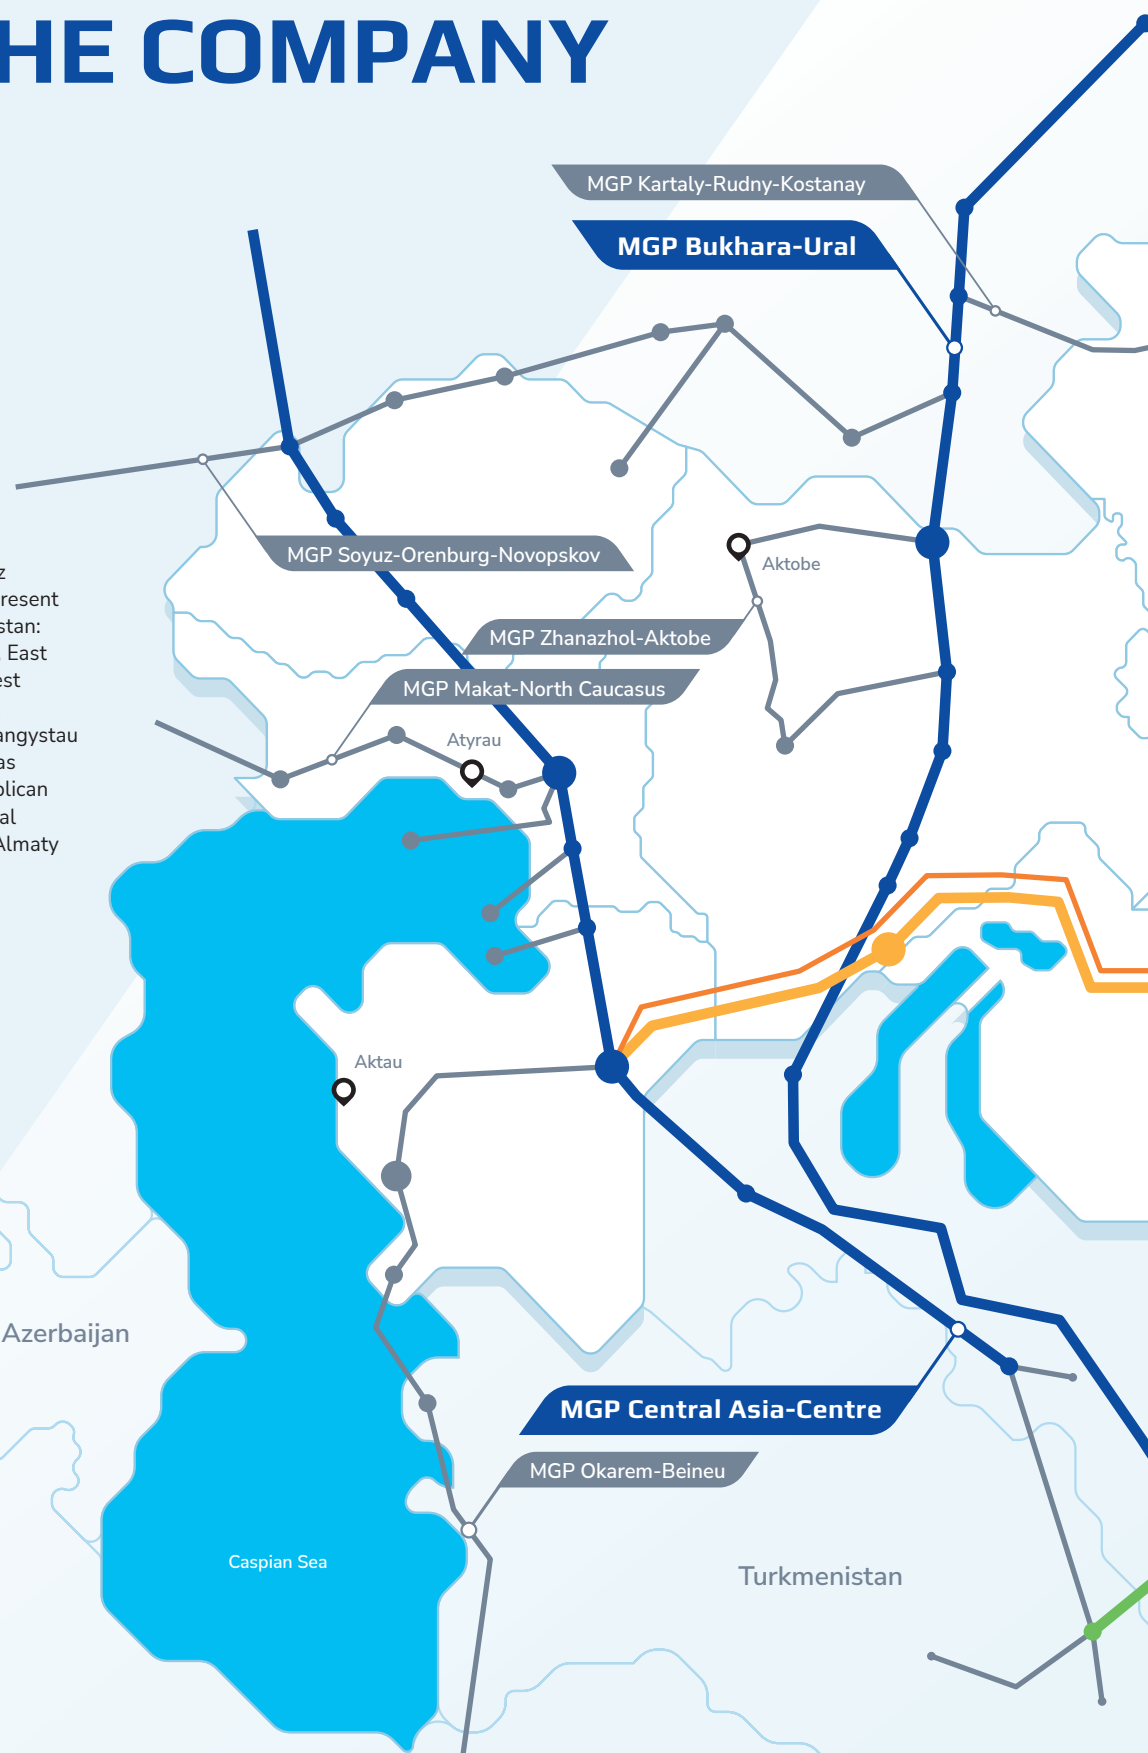 HE COMPANY
MGP Kartaly-Rudny-Kostanay
MGP Bukhara-Ural
MGP Soyuz-Orenburg-Novopskov
Aktobe
MGP Zhanazhol-Aktobe
MGP Makat-North Caucasus
Atyrau
z
resent
stan:
East
est
angystau
as
olican
al
Almaty
Aktau
Azerbaijan
MGP Central Asia-Centre
MGP Okarem-Beineu
Caspian Sea
Turkmenistan